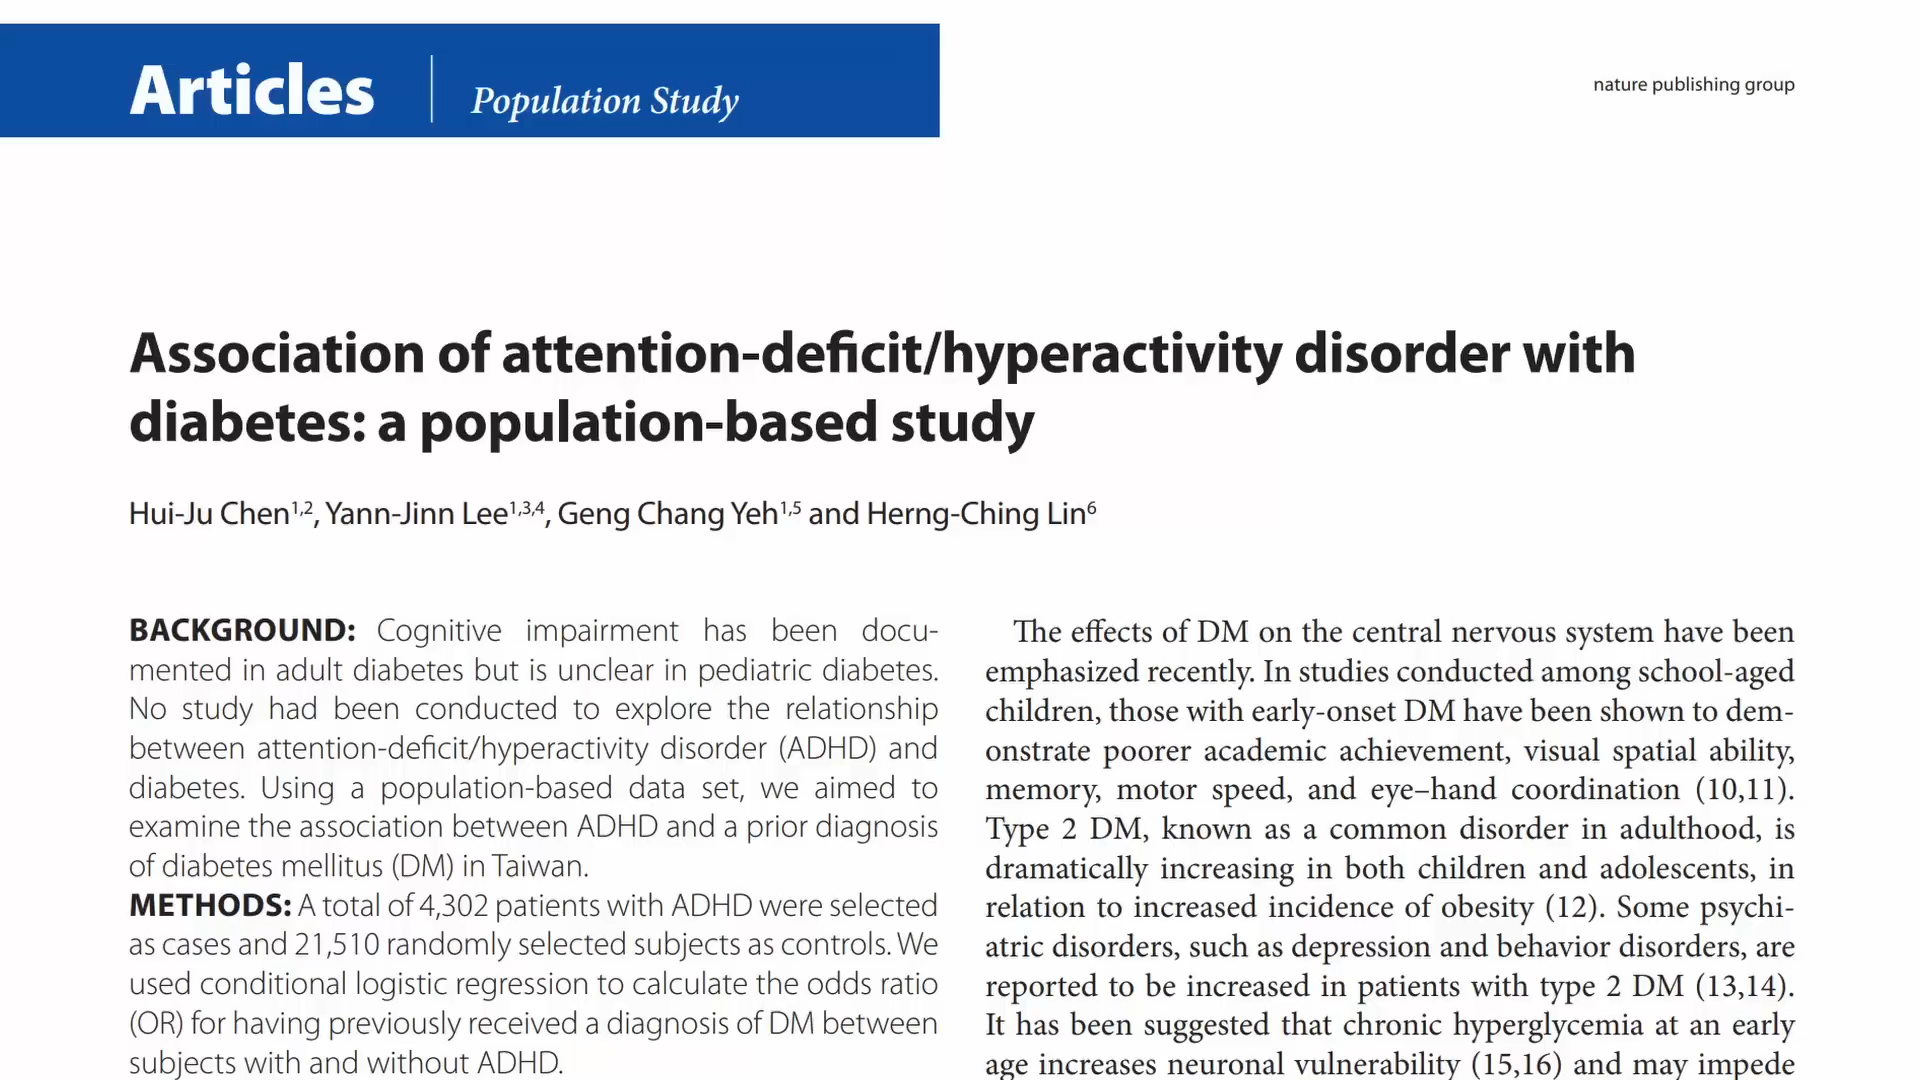 Articles
Population Study
nature publishing group
Association of attention-deficit/hyperactivity disorder with
diabetes: a population-based study
Hui-Ju Chen1,2, Yann-Jinn Lee1,3,4, Geng Chang Yeh1,5 and Herng-Ching Lin6
BACKGROUND: Cognitive impairment has been docu-
mented in adult diabetes but is unclear in pediatric diabetes.
No study had been conducted to explore the relationship
between attention-deficit/hyperactivity disorder (ADHD) and
diabetes. Using a population-based data set, we aimed to
examine the association between ADHD and a prior diagnosis
of diabetes mellitus (DM) in Taiwan.
METHODS: A total of 4,302 patients with ADHD were selected
as cases and 21,510 randomly selected subjects as controls. We
used conditional logistic regression to calculate the odds ratio
(OR) for having previously received a diagnosis of DM between
subjects with and without ADHD.
The effects of DM on the central nervous system have been
emphasized recently. In studies conducted among school-aged
children, those with early-onset DM have been shown to dem-
onstrate poorer academic achievement, visual spatial ability,
memory, motor speed, and eye–hand coordination (10,11).
Type 2 DM, known as a common disorder in adulthood, is
dramatically increasing in both children and adolescents, in
relation to increased incidence of obesity (12). Some psychi-
atric disorders, such as depression and behavior disorders, are
reported to be increased in patients with type 2 DM (13,14).
It has been suggested that chronic hyperglycemia at an early
age increases neuronal vulnerability (15,16) and may impede